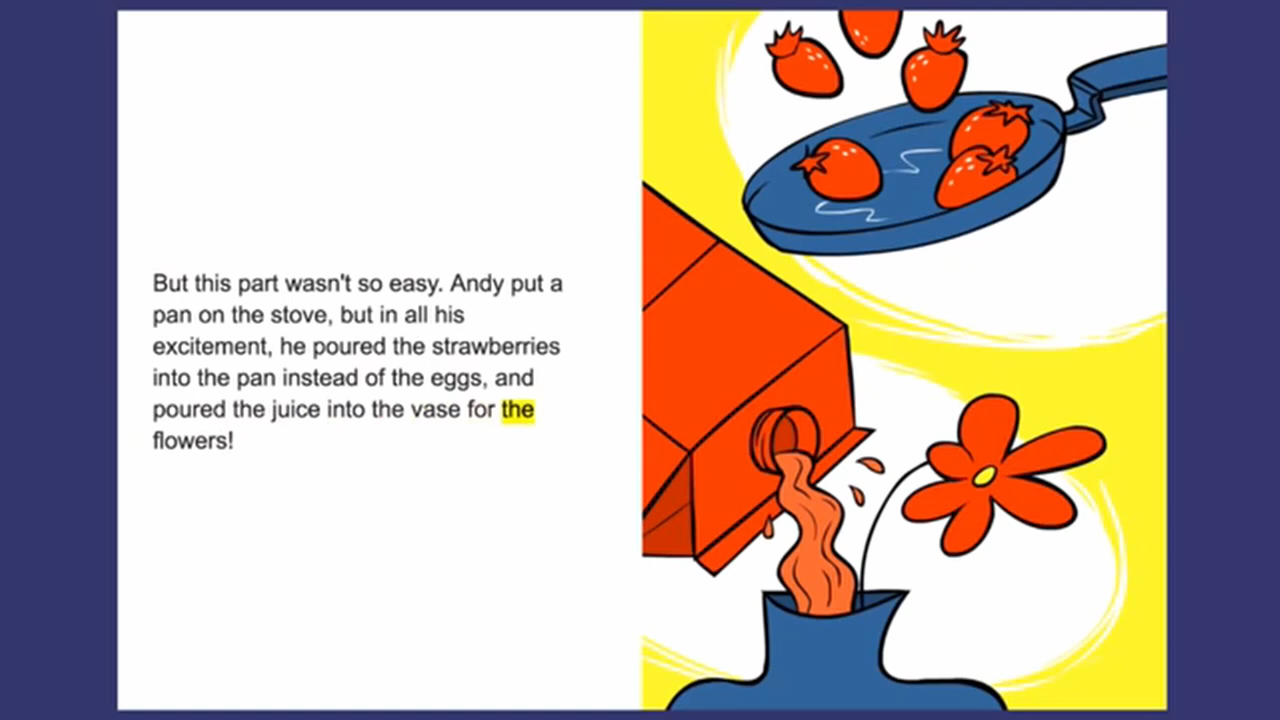 But this part wasn't so easy. Andy put a
pan on the stove, but in all his
excitement, he poured the strawberries
into the pan instead of the eggs, and
poured the juice into the vase for the
flowers!